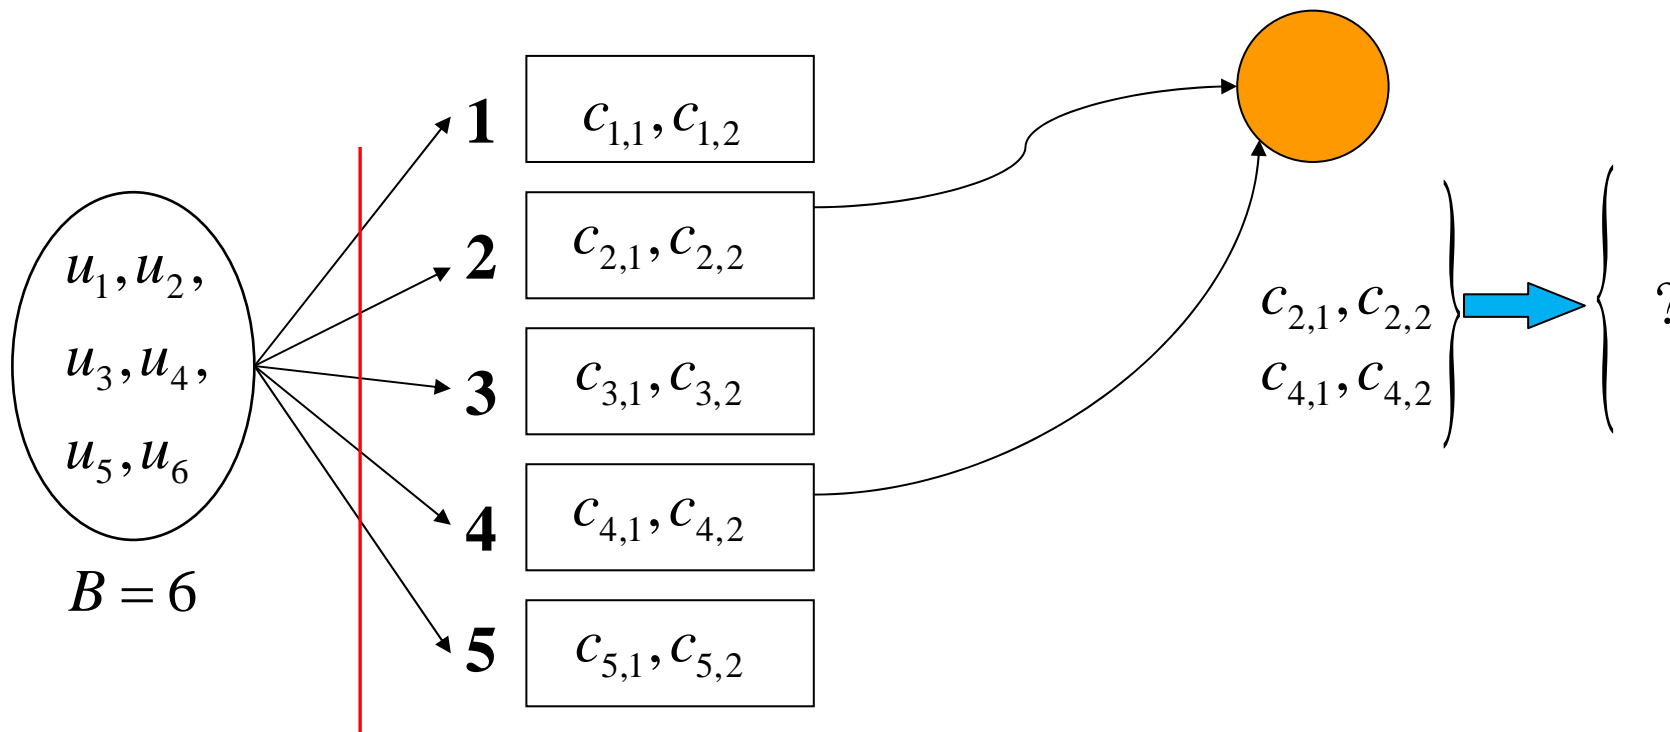 u₁, u₂,
u₃, u₄,
u₅, u₆
B = 6
1
c₁,₁, c₁,₂
2
c₂,₁, c₂,₂
3
c₃,₁, c₃,₂
4
c₄,₁, c₄,₂
5
c₅,₁, c₅,₂
c₂,₁, c₂,₂
c₄,₁, c₄,₂
?